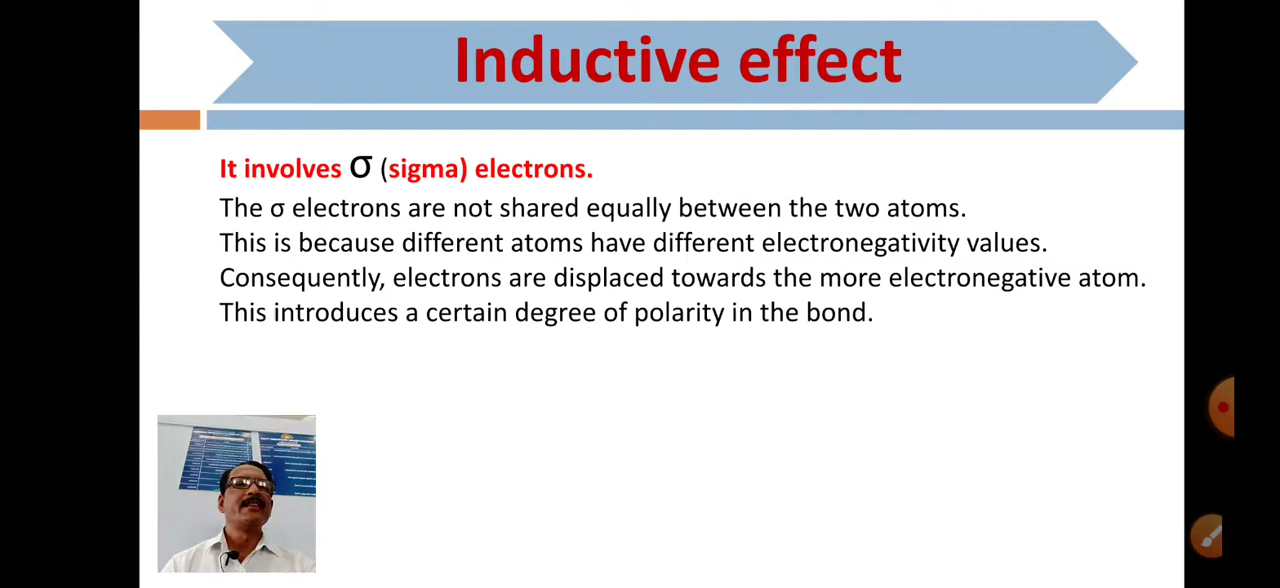 Inductive effect
It involves σ (sigma) electrons.
The σ electrons are not shared equally between the two atoms.
This is because different atoms have different electronegativity values.
Consequently, electrons are displaced towards the more electronegative atom.
This introduces a certain degree of polarity in the bond.